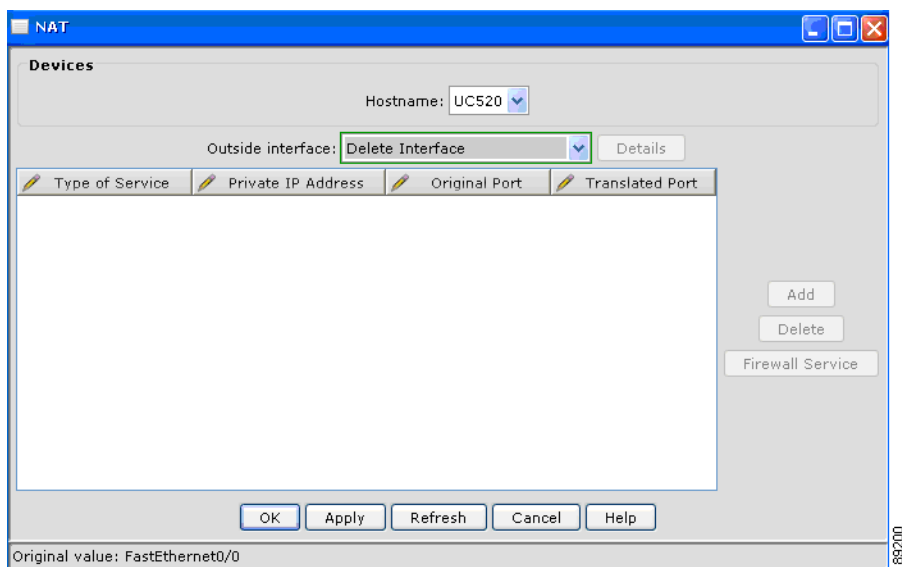 NAT
Devices
Hostname: UC520
Outside interface: Delete Interface Details
Type of Service Private IP Address Original Port Translated Port
Add
Delete
Firewall Service
OK Apply Refresh Cancel Help
Original value: FastEthernet0/0
89200